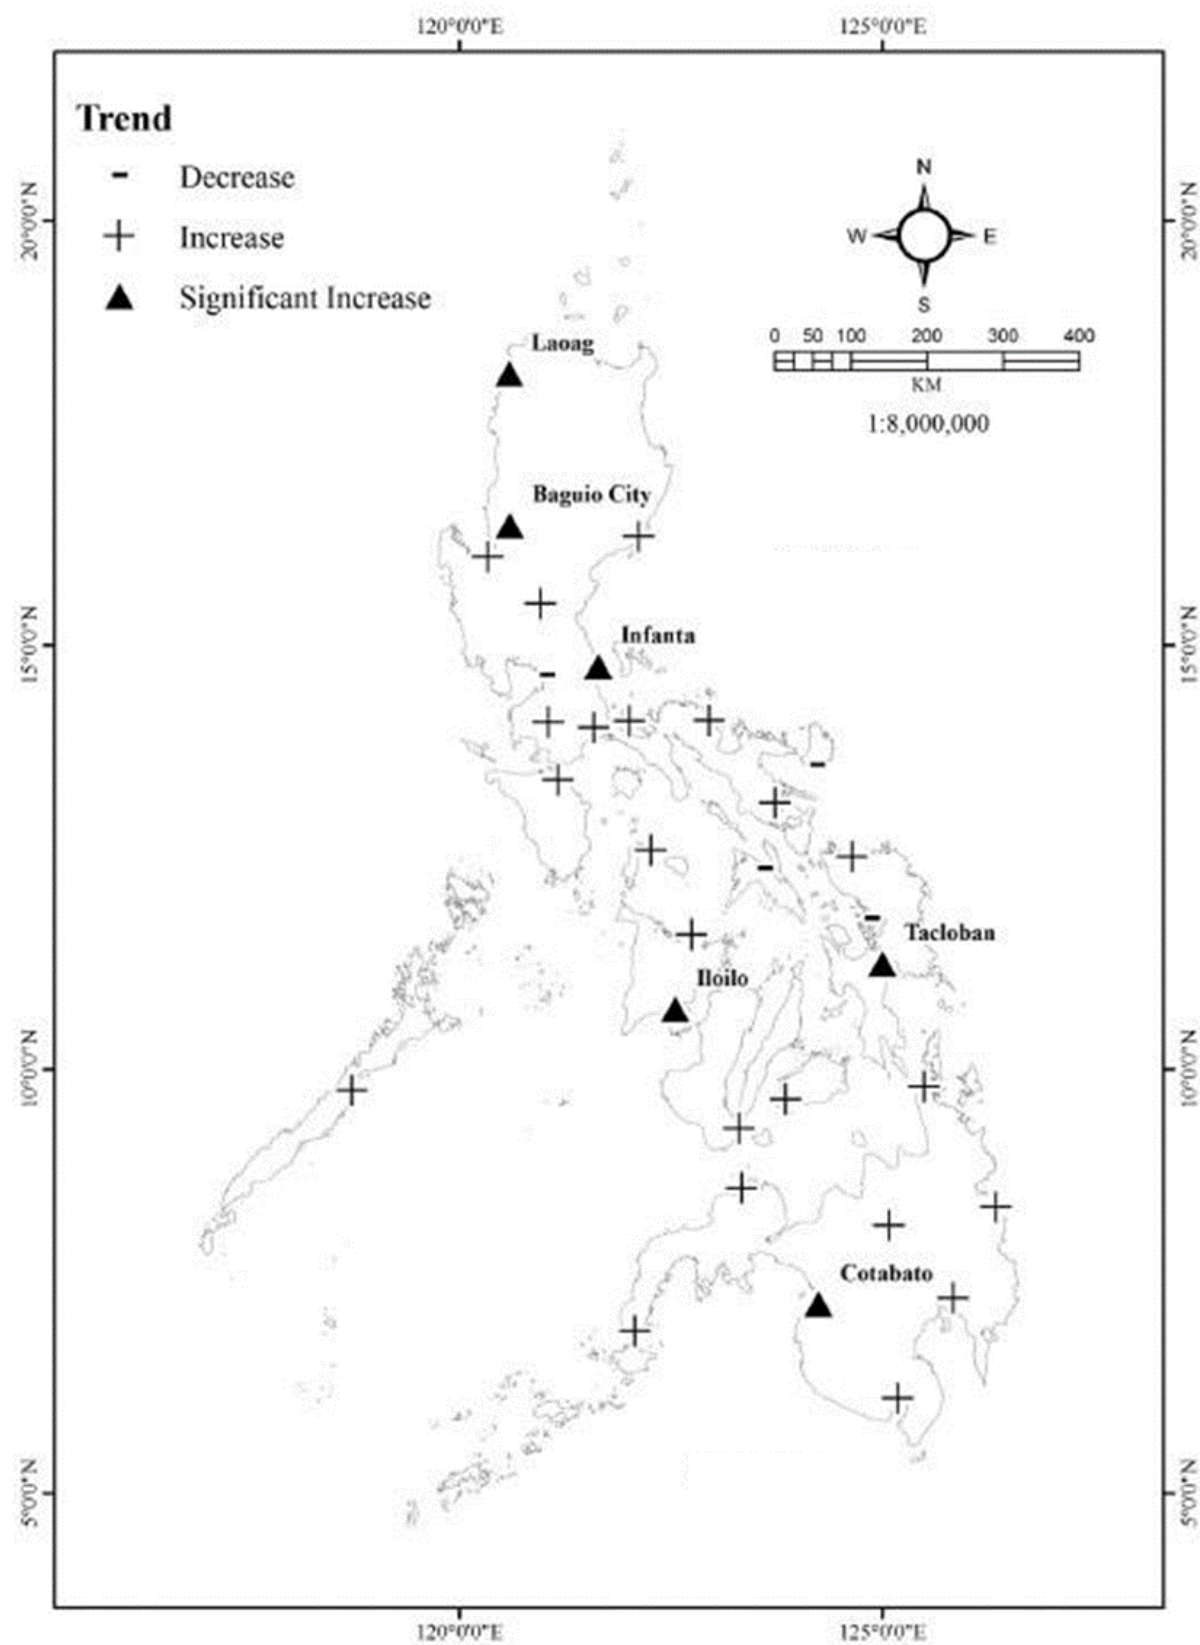 120°0'0"E 125°0'0"E
Trend
Decrease
Increase
Significant Increase
N
W E
S
0 50 100 200 300 400
KM
1:8,000,000
20°0'0"N 20°0'0"N
Laoag
Baguio City
15°0'0"N 15°0'0"N
Infanta
Tacloban
Iloilo
10°0'0"N 10°0'0"N
Cotabato
5°0'0"N 5°0'0"N
120°0'0"E 125°0'0"E